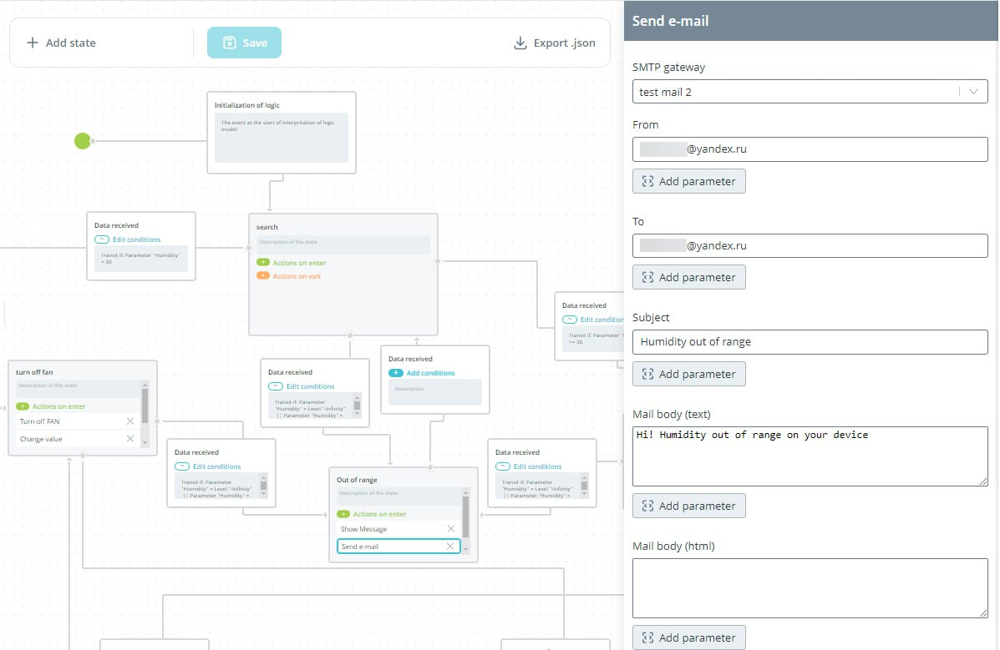 Add state
Save
Export .json
Initialization of logic
The event at the start of interpritation of logic
model
Data received
Edit conditions
Transit if: Parameter "Humidity"
< 30
search
Description of the state
Actions on enter
Actions on exit
Data received
Edit condition
Transit if: Parameter "
>= 30
turn off fan
Description of the state
Actions on enter
Turn-off FAN
Change value
Data received
Edit conditions
Transit if: Parameter
"Humidity" = Level "-Infinity"
|| Parameter "Humidity" =
Data received
Add conditions
Description
Data received
Edit conditions
Transit if: Parameter
"Humidity" = Level "-Infinity"
|| Parameter "Humidity" =
Out of range
Description of the state
Actions on enter
Show Message
Send e-mail
Data received
Edit conditions
Transit if: Parameter
"Humidity" = Level "-Infinity"
|| Parameter "Humidity" =
Send e-mail
SMTP gateway
test mail 2
From
@yandex.ru
Add parameter
To
@yandex.ru
Add parameter
Subject
Humidity out of range
Add parameter
Mail body (text)
Hi! Humidity out of range on your device
Add parameter
Mail body (html)
Add parameter